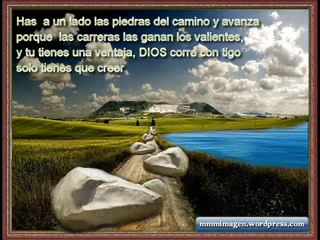 Has a un lado las piedras del camino y avanza,
porque las carreras las ganan los valientes,
y tu tienes una ventaja, DIOS corre con tigo
solo tienes que creer.
mmmimagen.wordpress.com